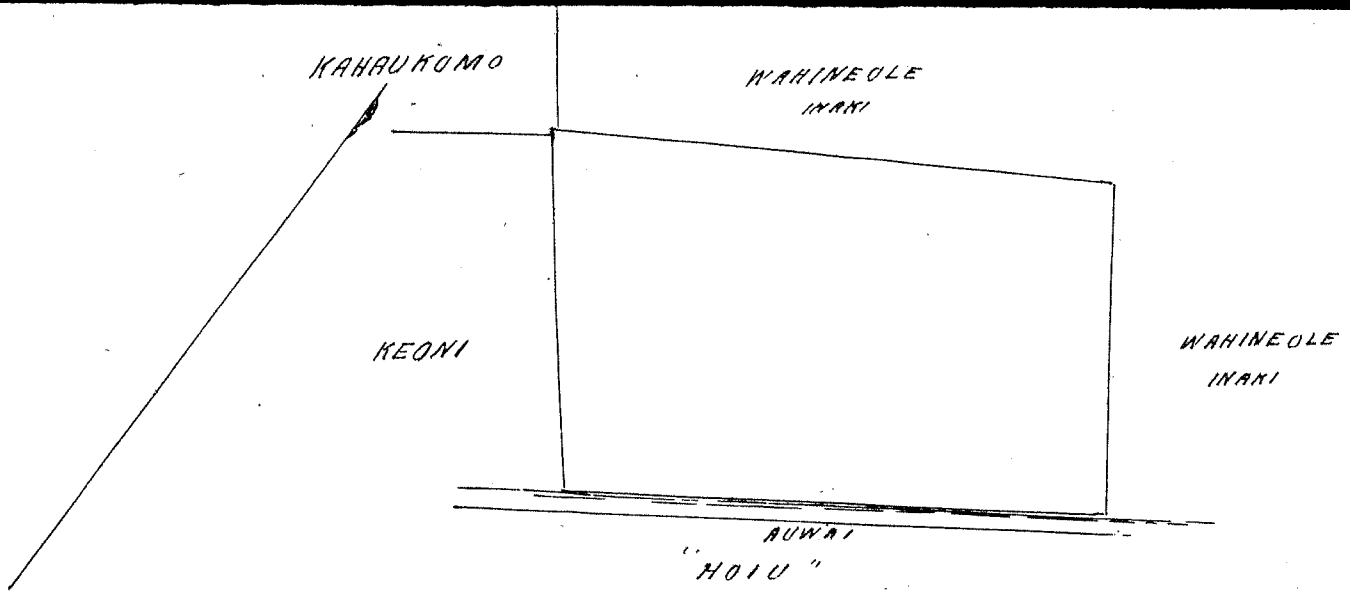 KAHAUKOMO
WAHINEOLE
INAKI
KEONI
WAHINEOLE
INAKI
AUWAI
"HOIU"